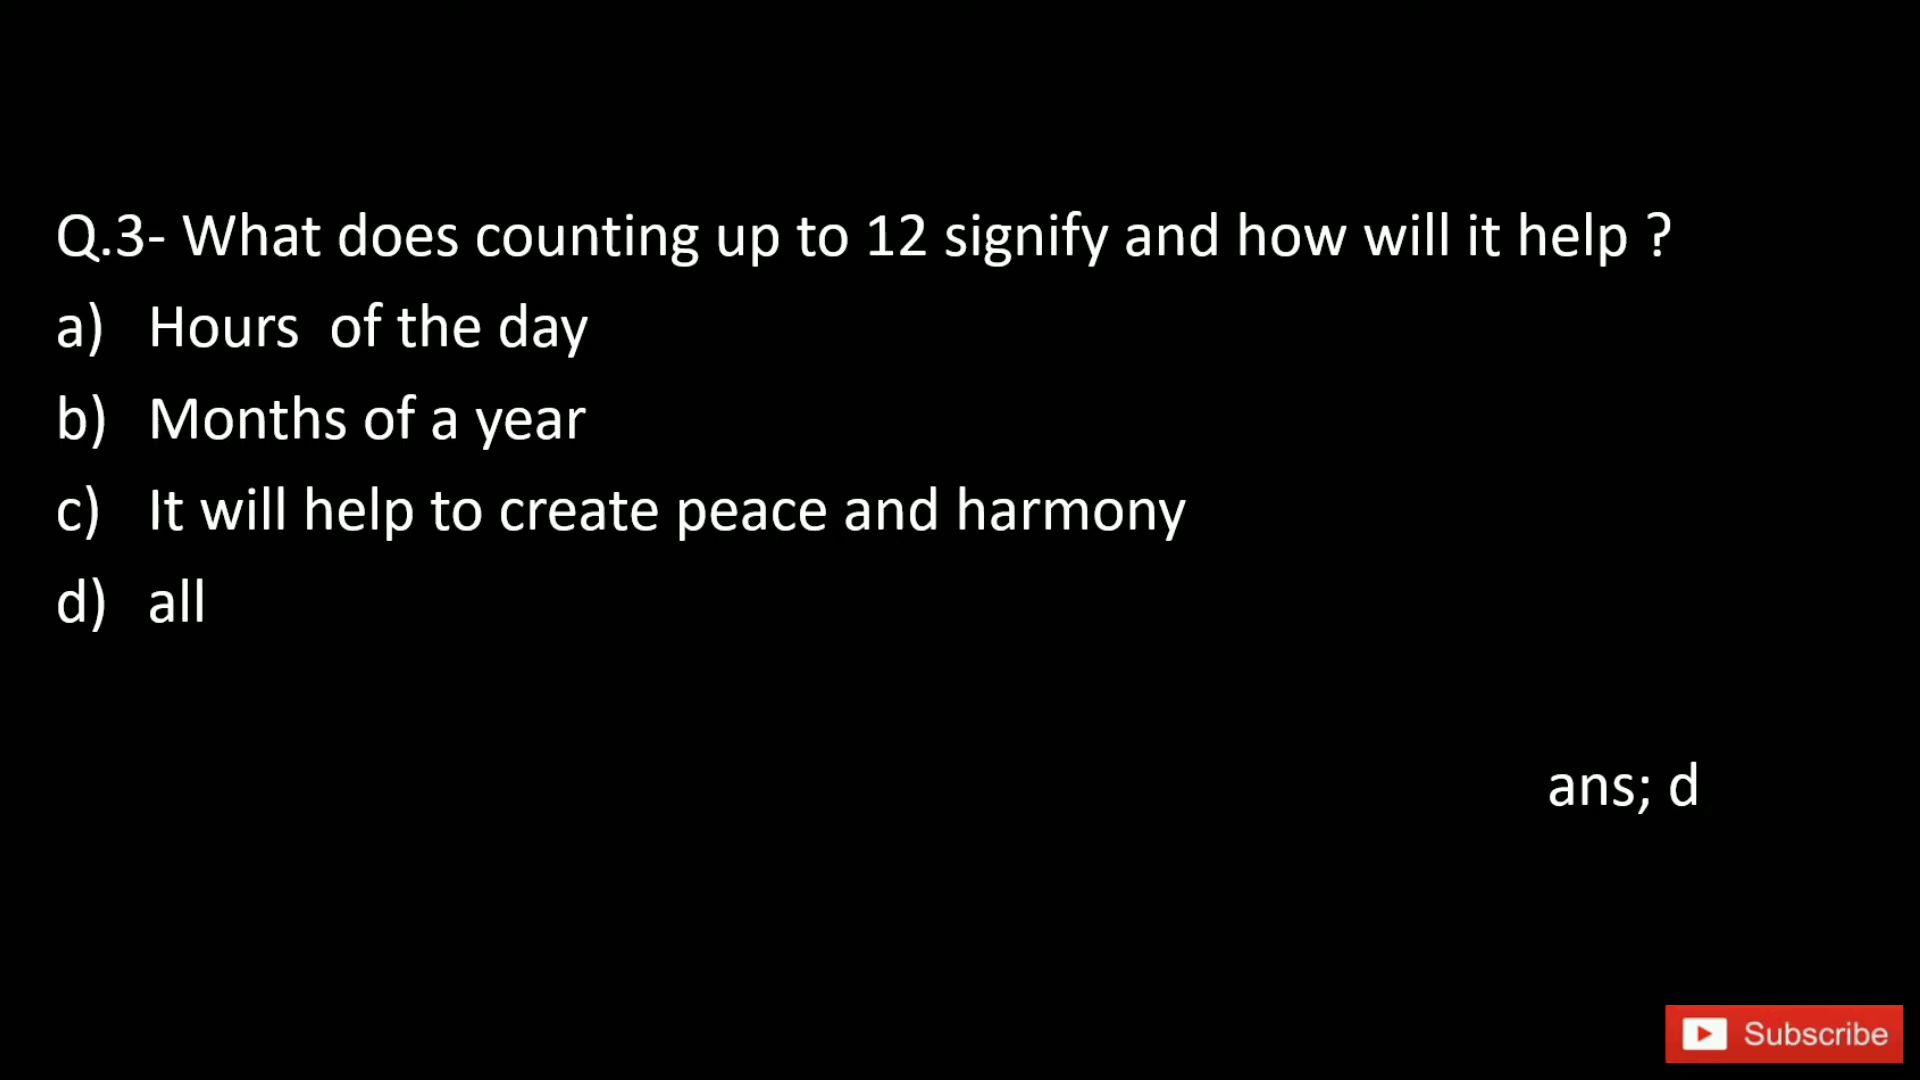 Q.3- What does counting up to 12 signify and how will it help ?
a) Hours of the day
b) Months of a year
c) It will help to create peace and harmony
d) all
ans; d
Subscribe